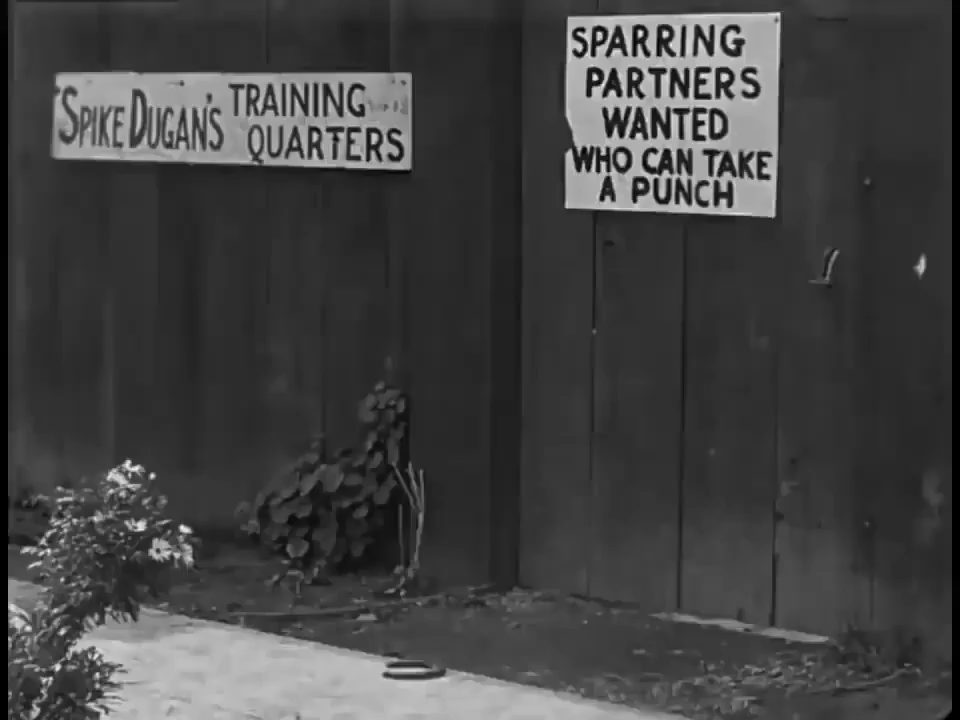 SPIKE DUGAN'S TRAINING
QUARTERS
SPARRING
PARTNERS
WANTED
WHO CAN TAKE
A PUNCH